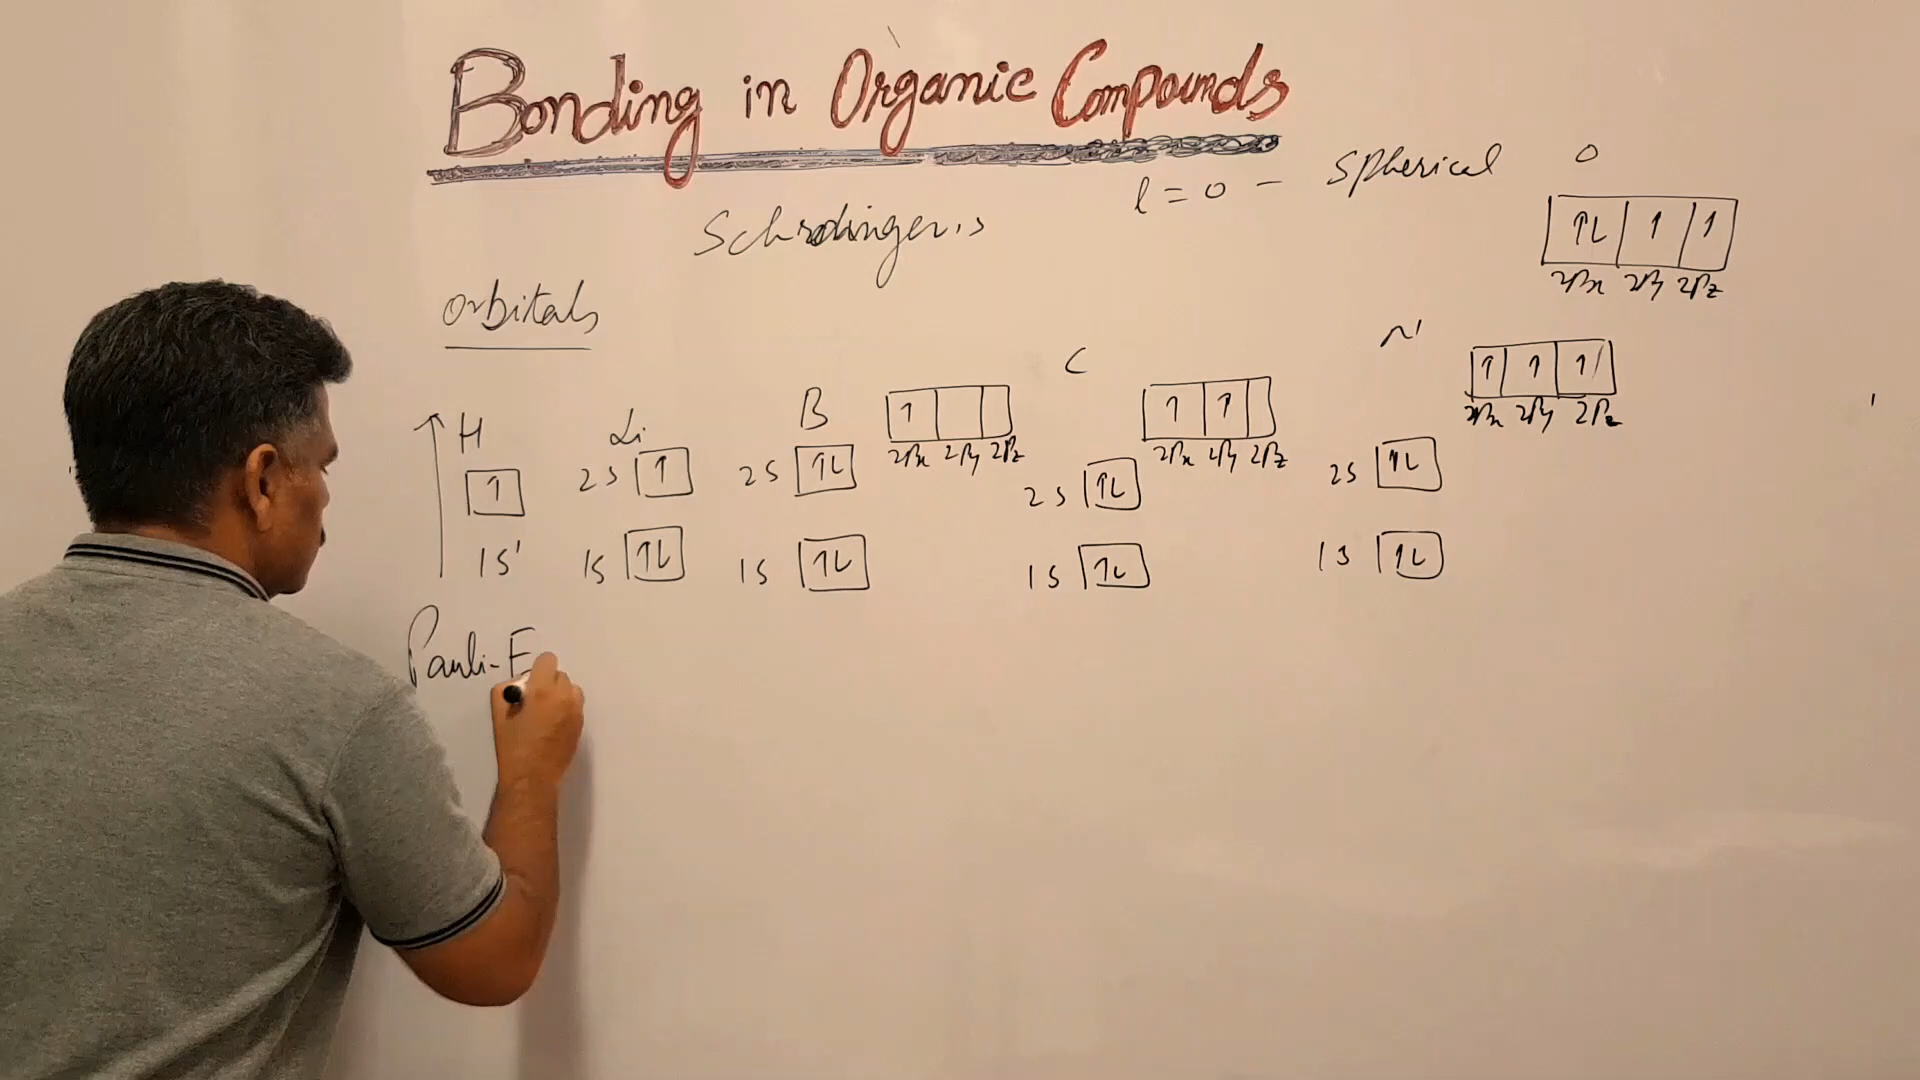 Bonding in Organic Compounds
l = 0 - Spherical
O
Schrodinger's
↑↓ ↑ ↑
2Px 2Py 2Pz
orbitals
C
N
↑ ↑ ↑
2Px 2Py 2Pz
H
Li
B
↑
2Px 2Py 2Pz
↑ ↑
2Px 2Py 2Pz
↑
2S ↑
2S ↑↓
2S ↑↓
2S ↑↓
1S'
1S ↑↓
1S ↑↓
1S ↑↓
1S ↑↓
Pauli-E